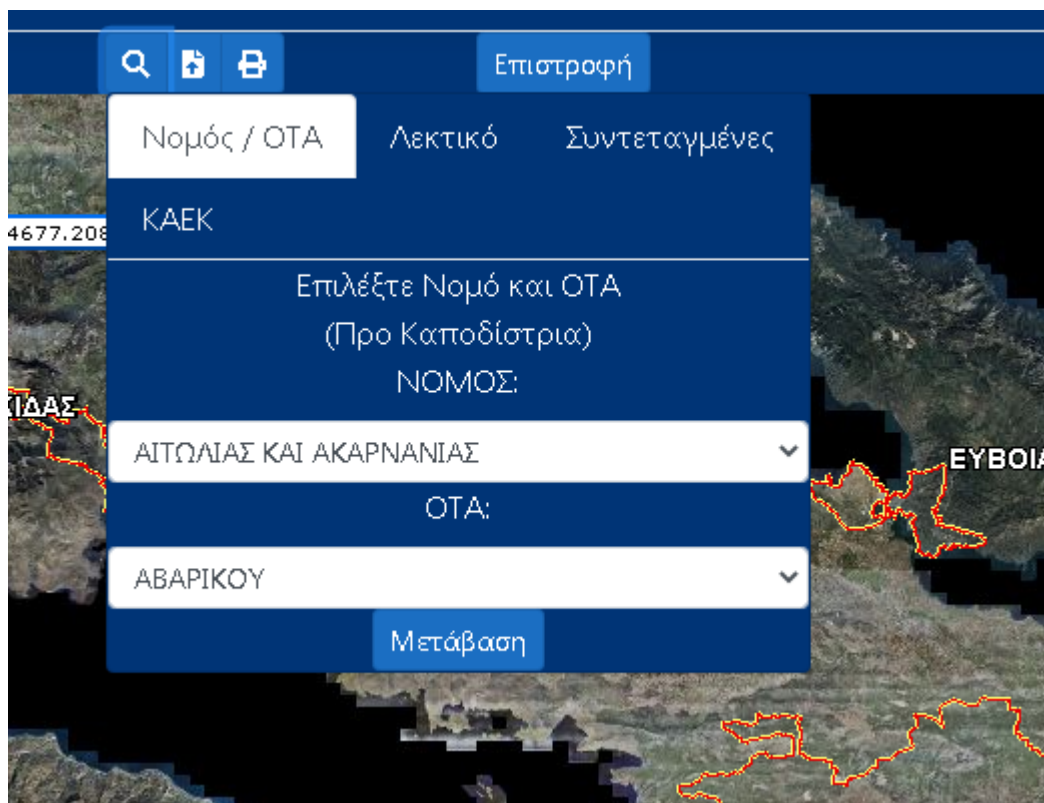 Επιστροφή
Νομός / ΟΤΑ Λεκτικό Συντεταγμένες
ΚΑΕΚ
4677.208
Επιλέξτε Νομό και ΟΤΑ
(Προ Καποδίστρια)
ΝΟΜΟΣ:
ΙΔΑΣ
ΑΙΤΩΛΙΑΣ ΚΑΙ ΑΚΑΡΝΑΝΙΑΣ
ΕΥΒΟΙΑ
ΟΤΑ:
ΑΒΑΡΙΚΟΥ
Μετάβαση